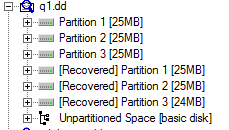 q1.dd
Partition 1 [25MB]
Partition 2 [25MB]
Partition 3 [25MB]
[Recovered] Partition 1 [25MB]
[Recovered] Partition 2 [25MB]
[Recovered] Partition 3 [24MB]
Unpartitioned Space [basic disk]